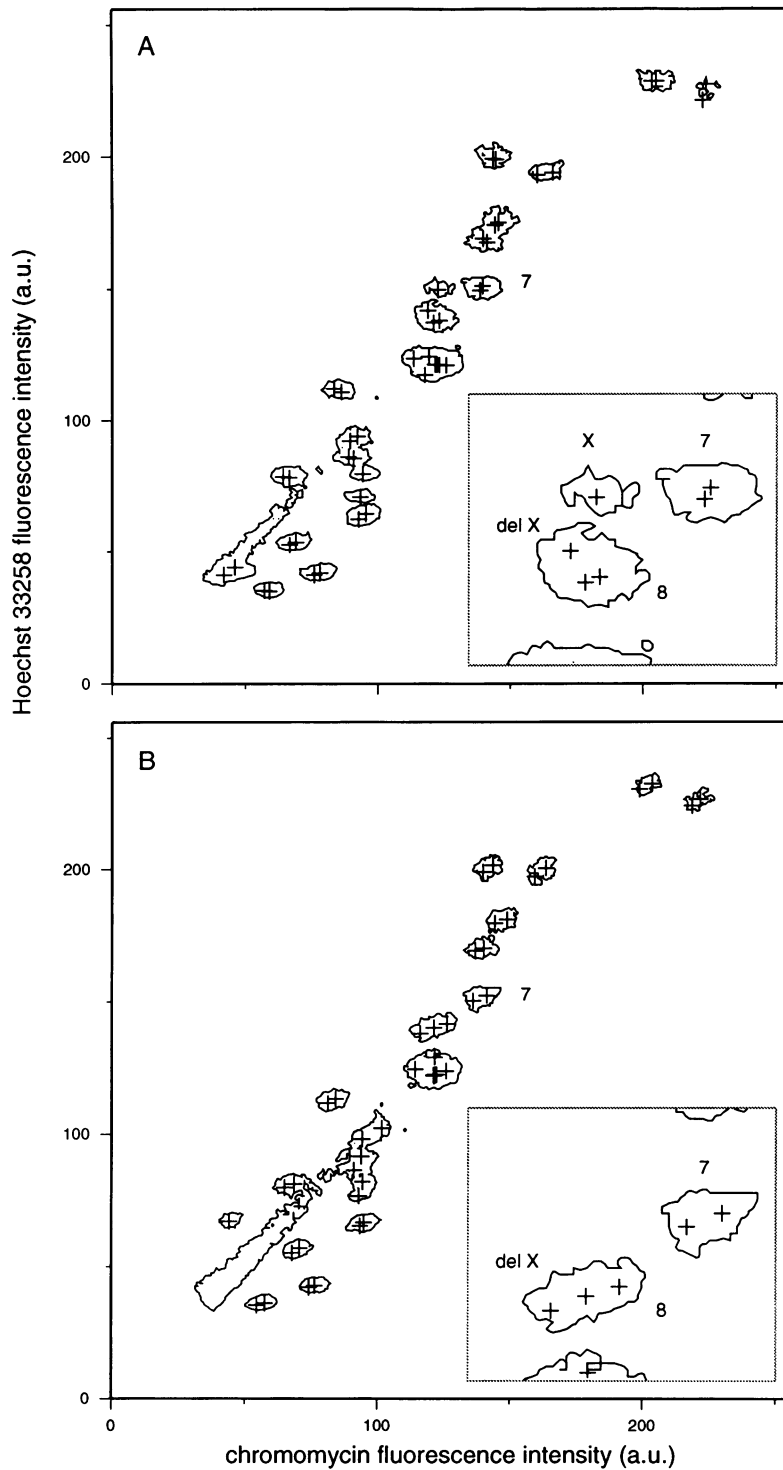 A
200
7
100
X
7
del X
8
0
Hoechst 33258 fluorescence intensity (a.u.)
B
200
7
100
7
del X
8
0
0
100
200
chromomycin fluorescence intensity (a.u.)